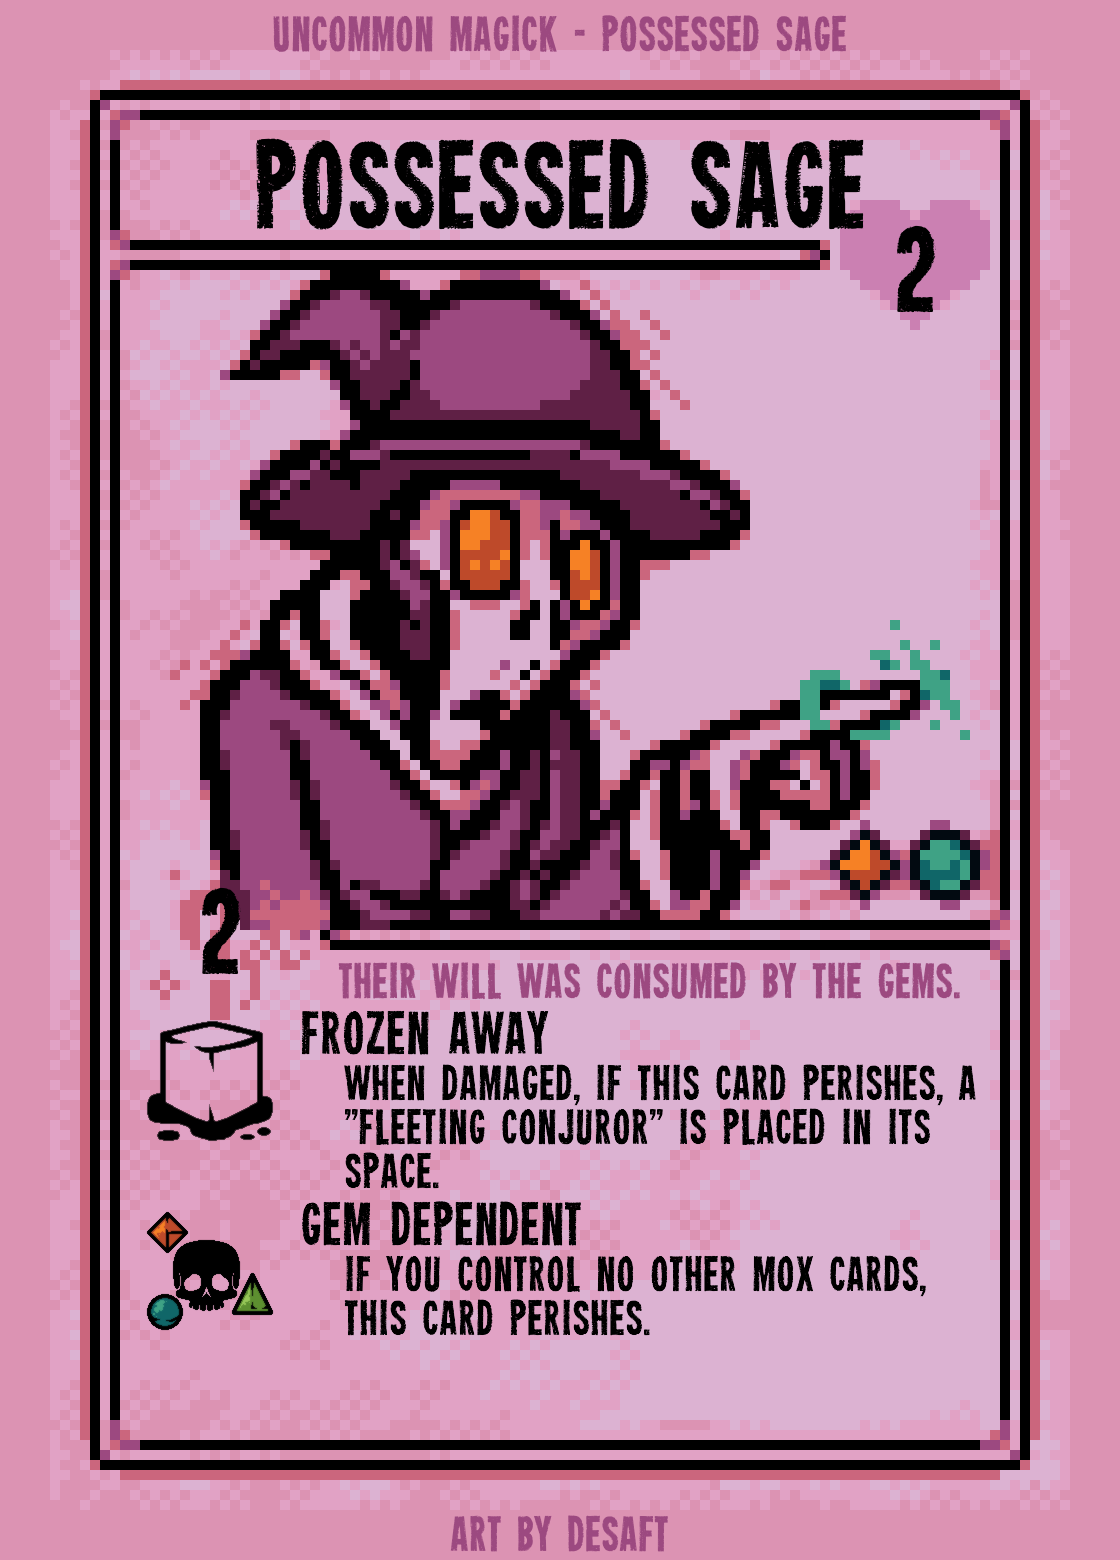 UNCOMMON MAGICK - POSSESSED SAGE
POSSESSED SAGE
2
2
THEIR WILL WAS CONSUMED BY THE GEMS.
FROZEN AWAY
WHEN DAMAGED, IF THIS CARD PERISHES, A
"FLEETING CONJUROR" IS PLACED IN ITS
SPACE.
GEM DEPENDENT
IF YOU CONTROL NO OTHER MOX CARDS,
THIS CARD PERISHES.
ART BY DESAFT